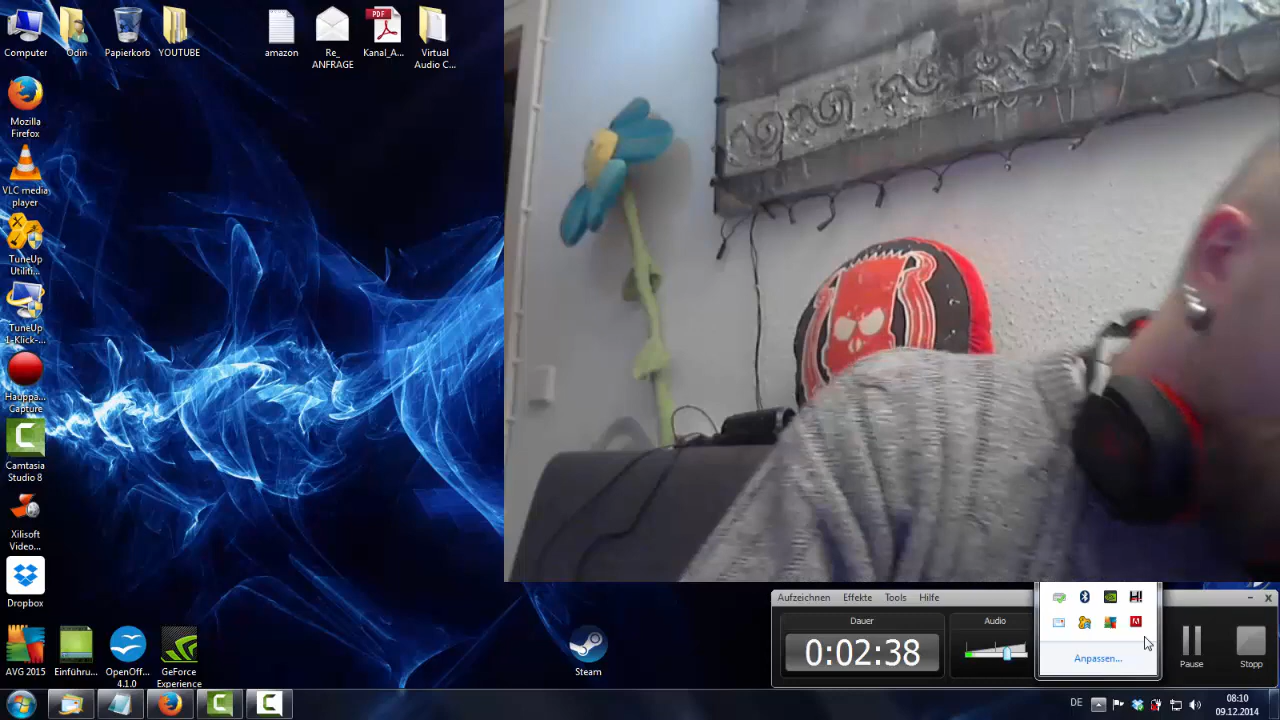 Computer
Odin
Papierkorb
YOUTUBE
amazon
Re
ANFRAGE
Kanal_A...
Virtual
Audio C...
Mozilla
Firefox
VLC media
player
TuneUp
Utiliti...
TuneUp
1-Klick-...
Hauppa...
Capture
Camtasia
Studio 8
Xilisoft
Video...
Dropbox
AVG 2015
Einführu...
OpenOff...
4.1.0
GeForce
Experience
Steam
Aufzeichnen
Effekte
Tools
Hilfe
Dauer
0:02:38
Audio
Anpassen...
Pause
Stopp
DE
08:10
09.12.2014